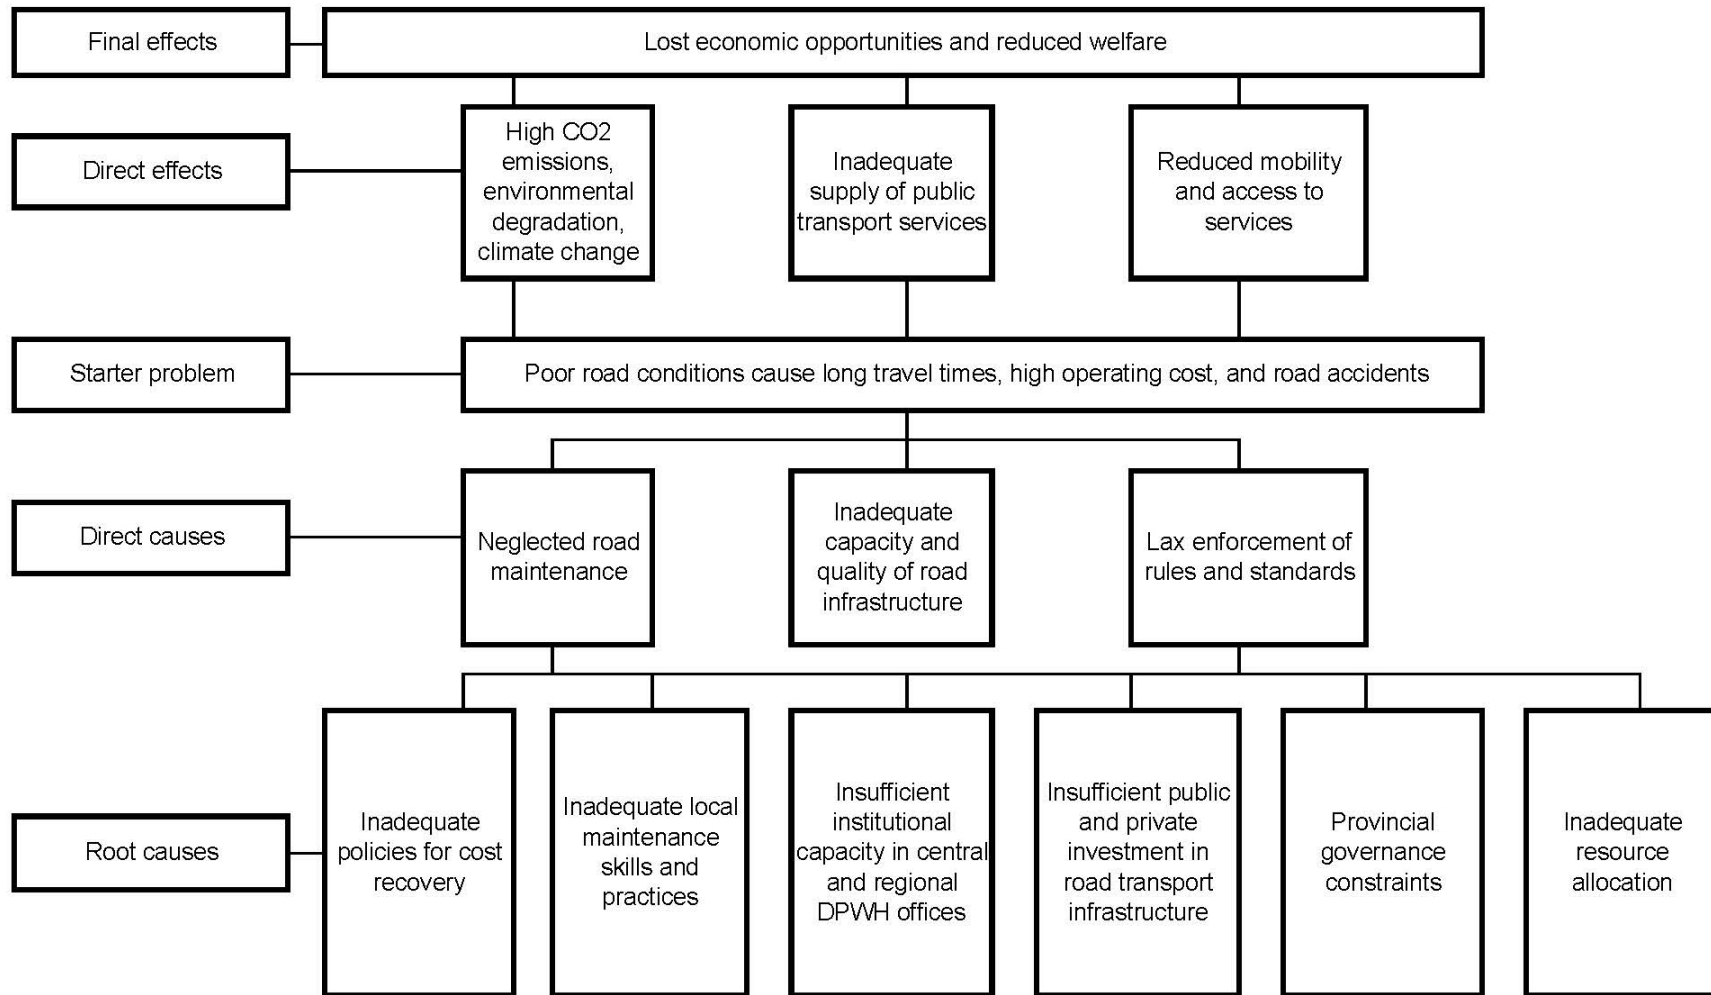 Final effects
Lost economic opportunities and reduced welfare
Direct effects
High CO2
emissions,
environmental
degradation,
climate change
Inadequate
supply of public
transport services
Reduced mobility
and access to
services
Starter problem
Poor road conditions cause long travel times, high operating cost, and road accidents
Direct causes
Neglected road
maintenance
Inadequate
capacity and
quality of road
infrastructure
Lax enforcement of
rules and standards
Root causes
Inadequate
policies for cost
recovery
Inadequate local
maintenance
skills and
practices
Insufficient
institutional
capacity in central
and regional
DPWH offices
Insufficient public
and private
investment in
road transport
infrastructure
Provincial
governance
constraints
Inadequate
resource
allocation